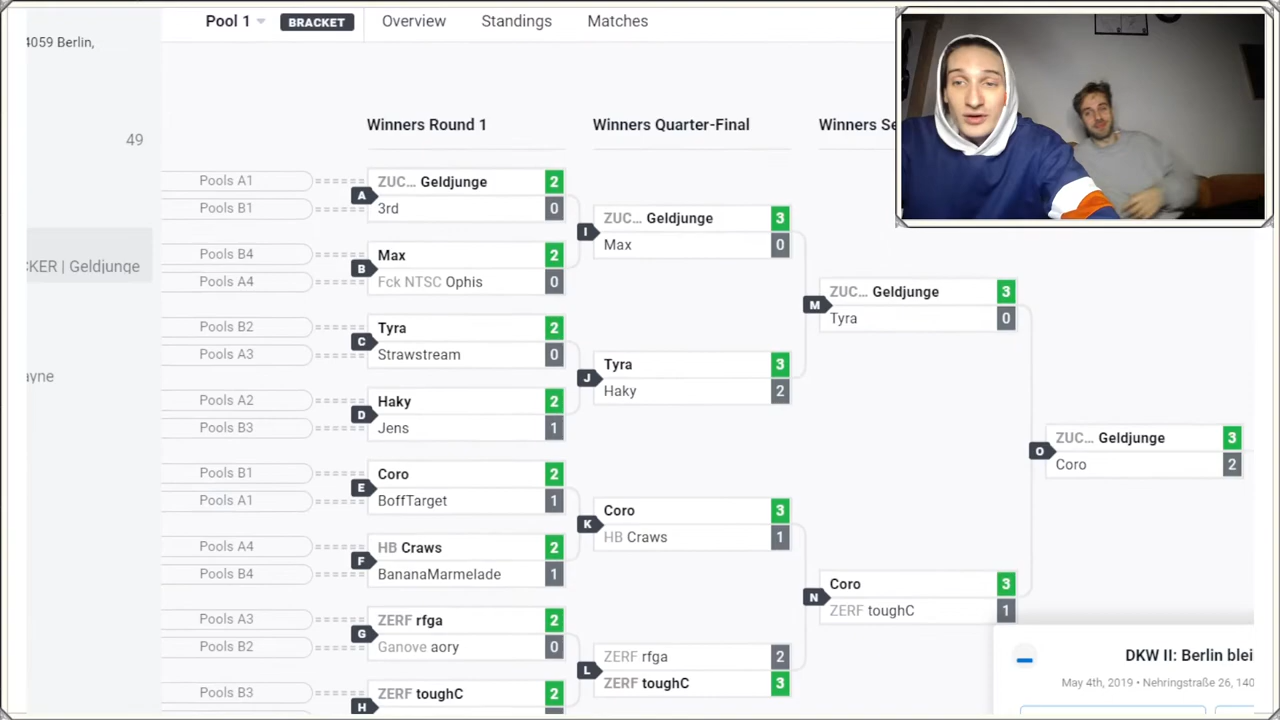 Pool 1 BRACKET Overview Standings Matches
4059 Berlin,
49
CKER | Geldjunge
ayne
Winners Round 1
Winners Quarter-Final
Winners Se
Pools A1
Pools B1
Pools B4
Pools A4
Pools B2
Pools A3
Pools A2
Pools B3
Pools B1
Pools A1
Pools A4
Pools B4
Pools A3
Pools B2
Pools B3
A
ZUC... Geldjunge 2
3rd 0
B
Max 2
Fck NTSC Ophis 0
C
Tyra 2
Strawstream 0
D
Haky 2
Jens 1
E
Coro 2
BoffTarget 1
F
HB Craws 2
BananaMarmelade 1
G
ZERF rfga 2
Ganove aory 0
H
ZERF toughC 2
I
ZUC... Geldjunge 3
Max 0
J
Tyra 3
Haky 2
K
Coro 3
HB Craws 1
L
ZERF rfga 2
ZERF toughC 3
M
ZUC... Geldjunge 3
Tyra 0
N
Coro 3
ZERF toughC 1
O
ZUC... Geldjunge 3
Coro 2
DKW II: Berlin blei
May 4th, 2019 • Nehringstraße 26, 140